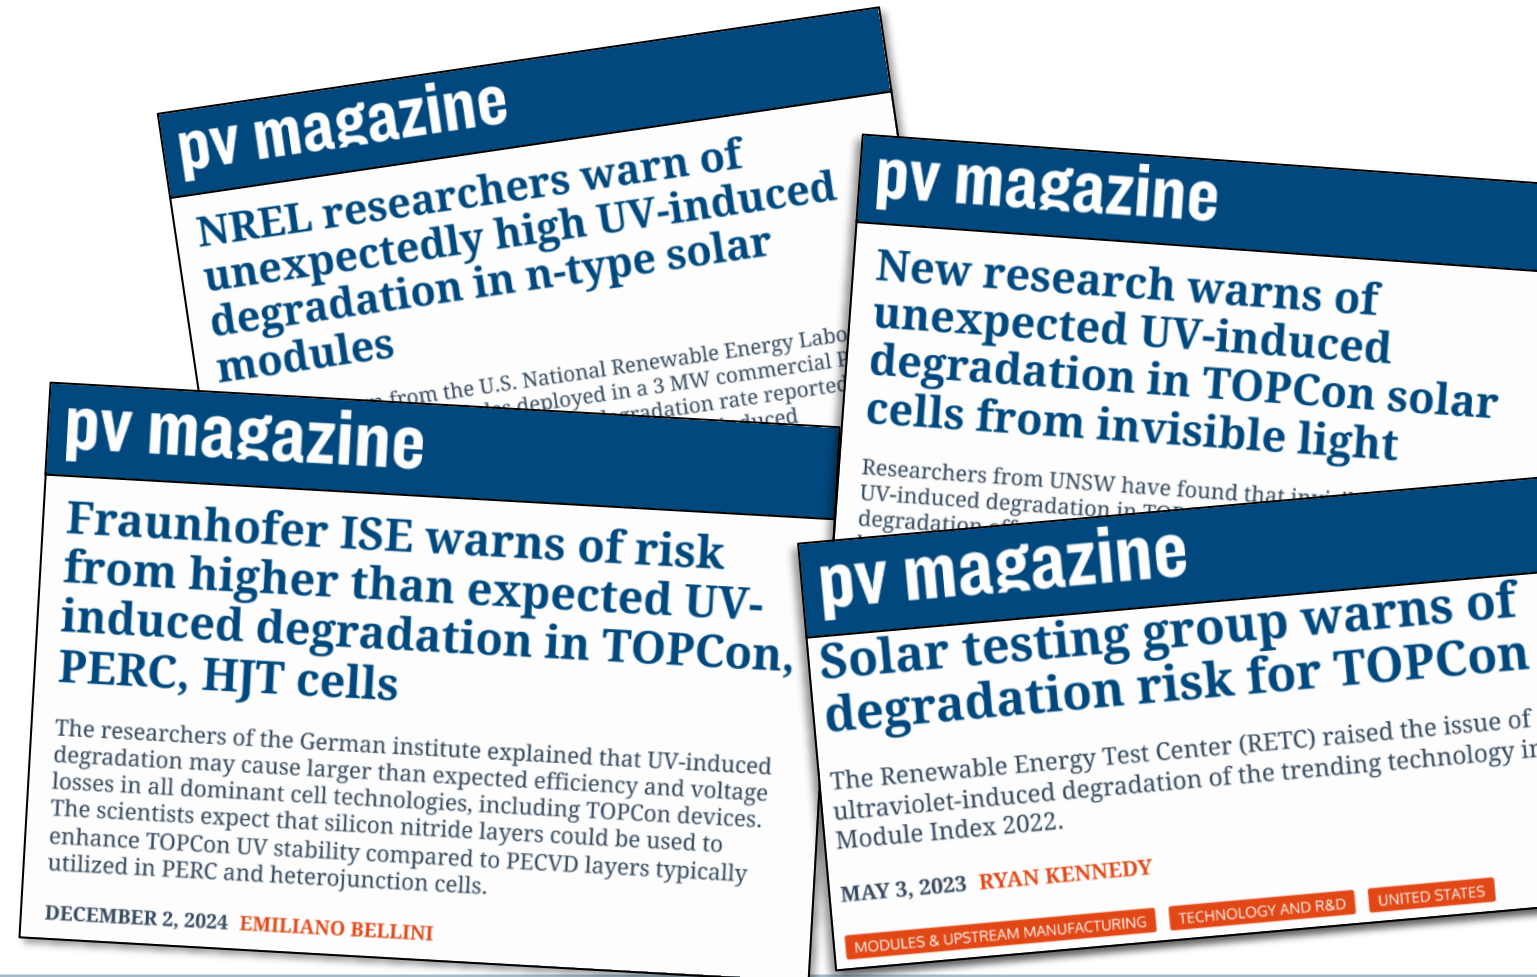 pv magazine
NREL researchers warn of
unexpectedly high UV-induced
degradation in n-type solar
modules
from the U.S. National Renewable Energy
deployed in a 3 MW commercial
degradation rate reported
pv magazine
New research warns of
unexpected UV-induced
degradation in TOPCon solar
cells from invisible light
Researchers from UNSW have found that
UV-induced degradation in
degradation
pv magazine
Fraunhofer ISE warns of risk
from higher than expected UV-
induced degradation in TOPCon,
PERC, HJT cells
The researchers of the German institute explained that UV-induced
degradation may cause larger than expected efficiency and voltage
losses in all dominant cell technologies, including TOPCon devices.
The scientists expect that silicon nitride layers could be used to
enhance TOPCon UV stability compared to PECVD layers typically
utilized in PERC and heterojunction cells.
DECEMBER 2, 2024 EMILIANO BELLINI
pv magazine
Solar testing group warns of
degradation risk for TOPCon
The Renewable Energy Test Center (RETC) raised the issue of
ultraviolet-induced degradation of the trending technology in
Module Index 2022.
MAY 3, 2023 RYAN KENNEDY
MODULES & UPSTREAM MANUFACTURING TECHNOLOGY AND R&D UNITED STATES